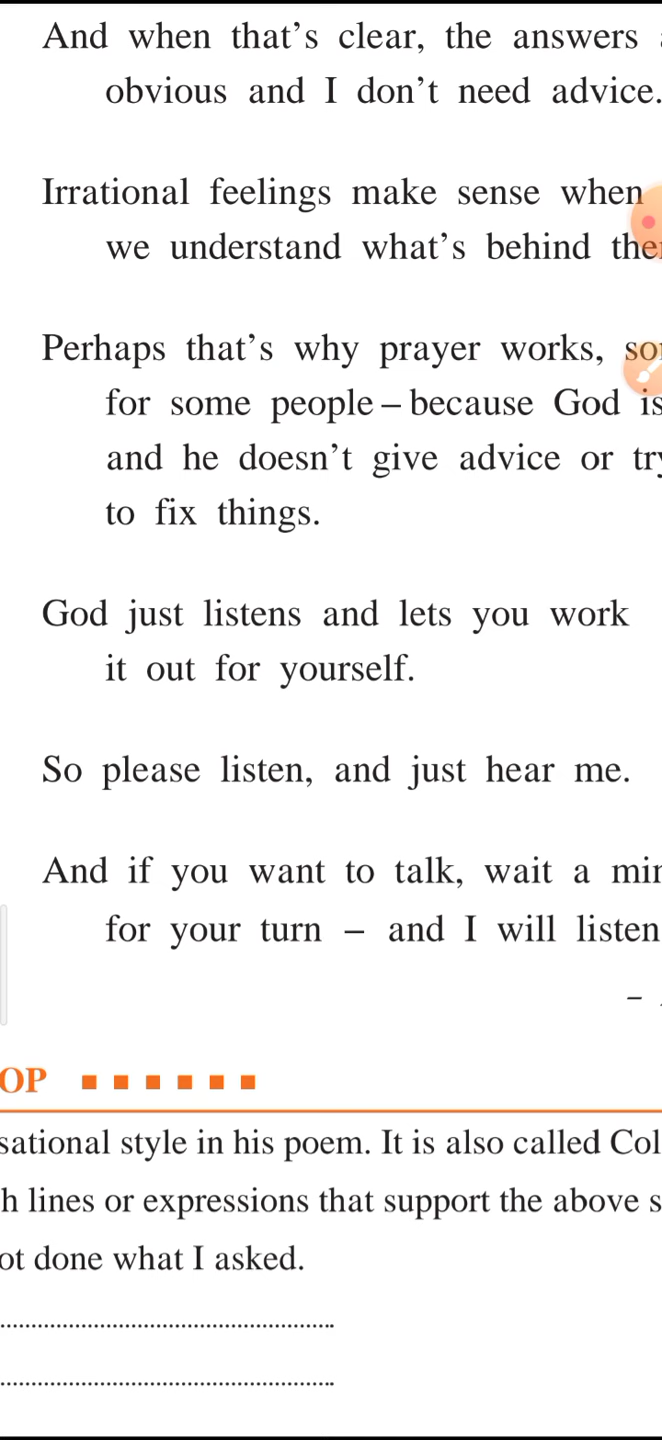 And when that's clear, the answers
obvious and I don't need advice.
Irrational feelings make sense when
we understand what's behind
Perhaps that's why prayer works,
for some people – because God is
and he doesn't give advice or try
to fix things.
God just listens and lets you work
it out for yourself.
So please listen, and just hear me.
And if you want to talk, wait a
for your turn – and I will listen
–
OP
sational style in his poem. It is also called Col
h lines or expressions that support the above s
ot done what I asked.